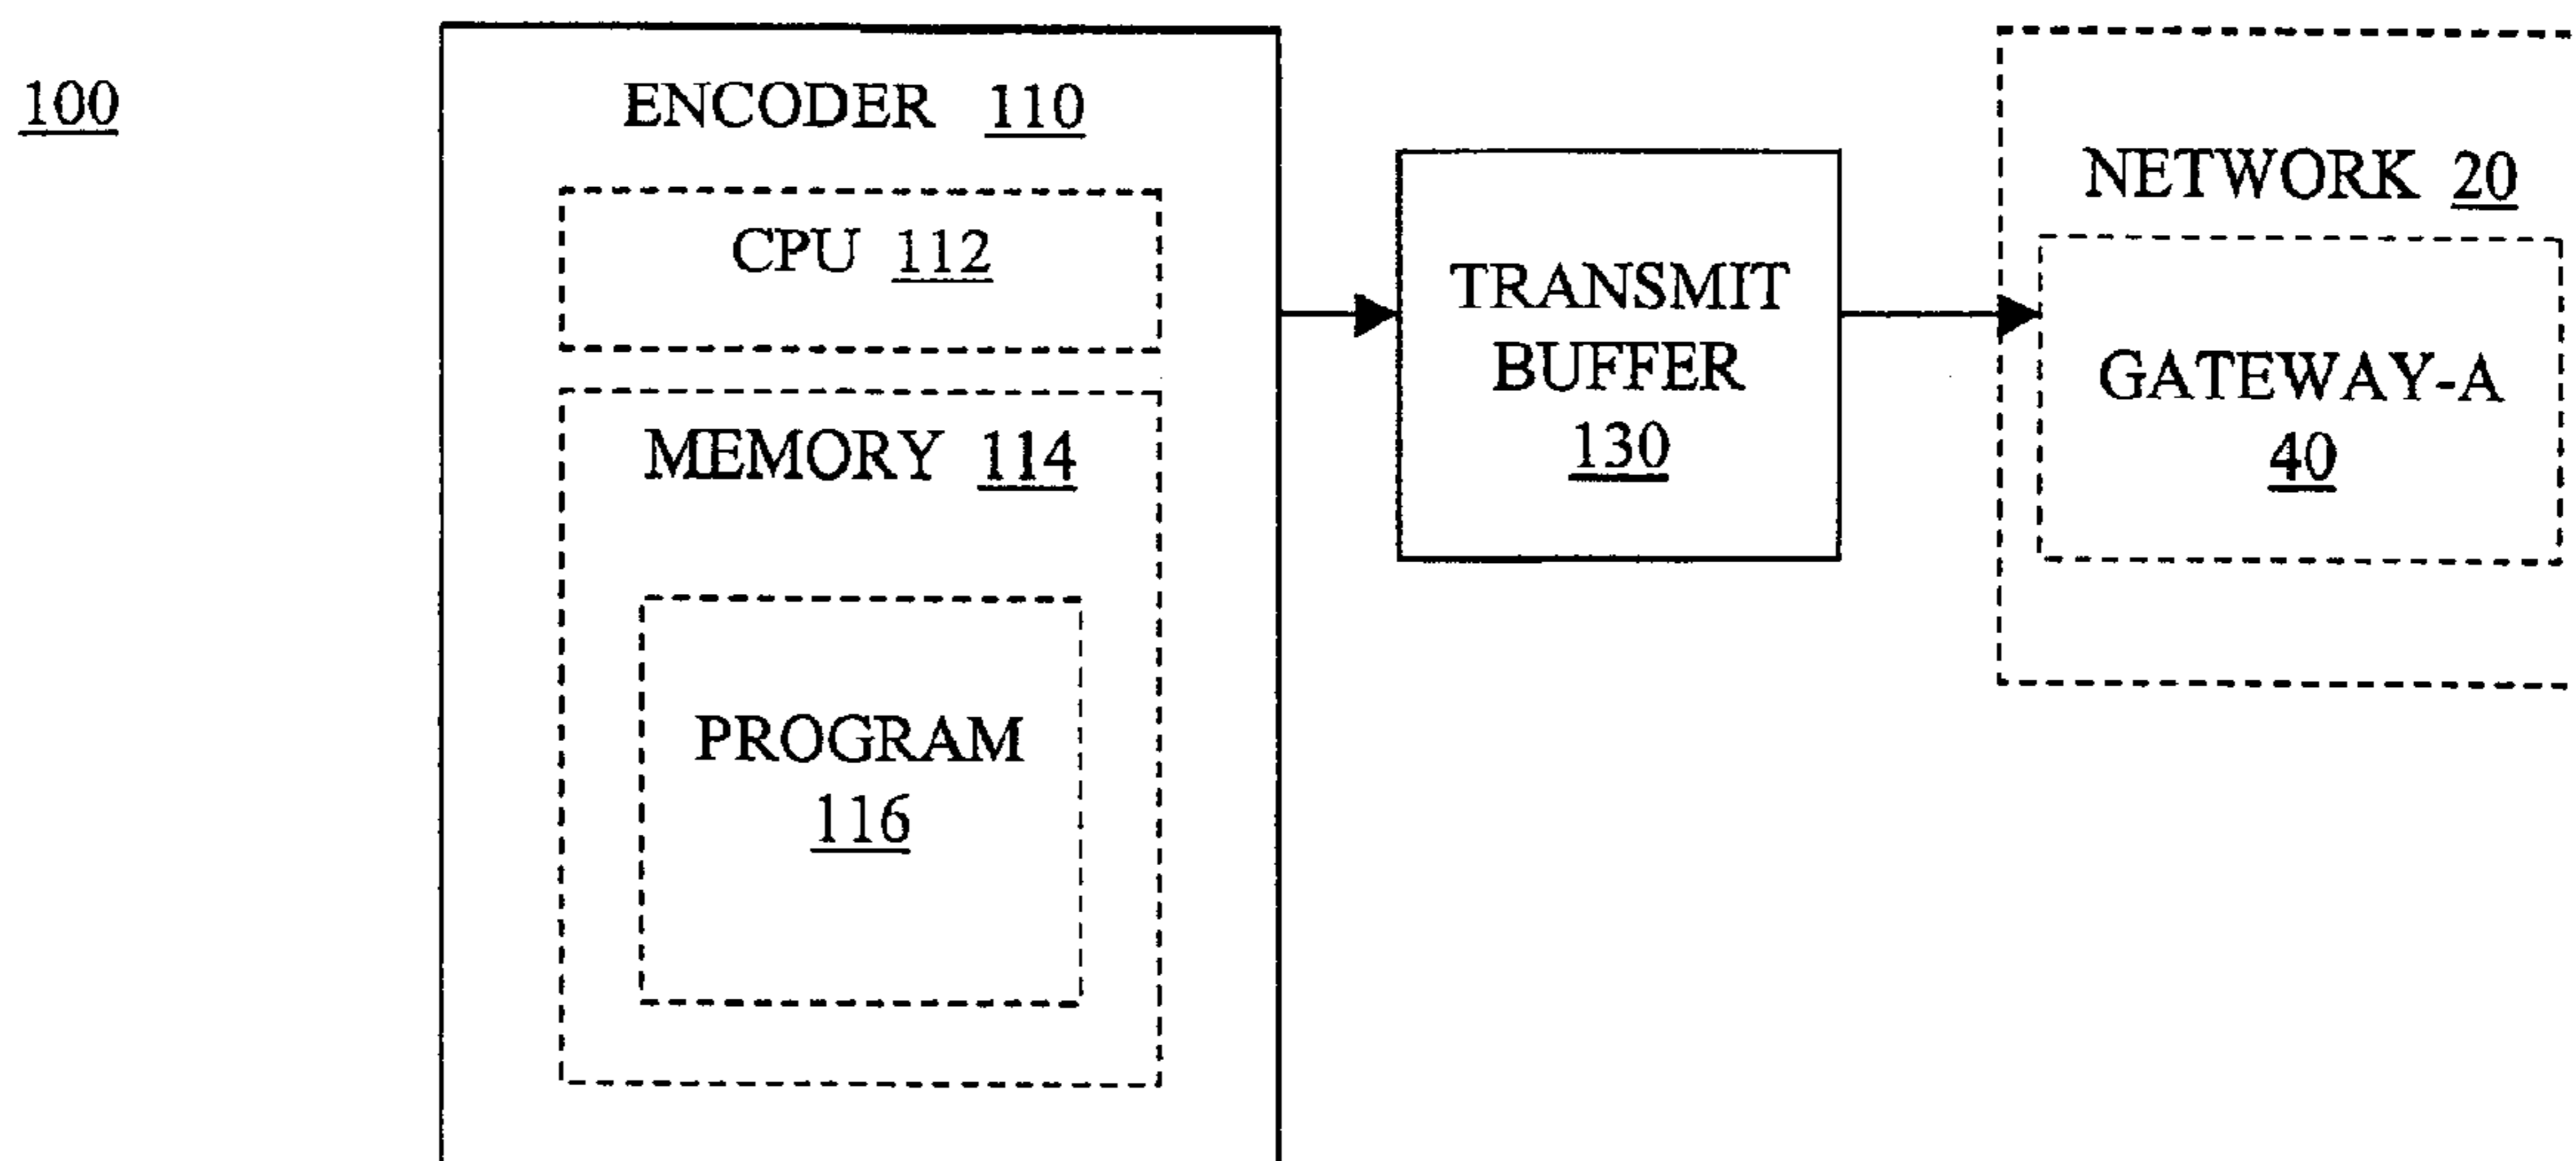 100
ENCODER 110
CPU 112
MEMORY 114
PROGRAM
116
TRANSMIT
BUFFER
130
NETWORK 20
GATEWAY-A
40